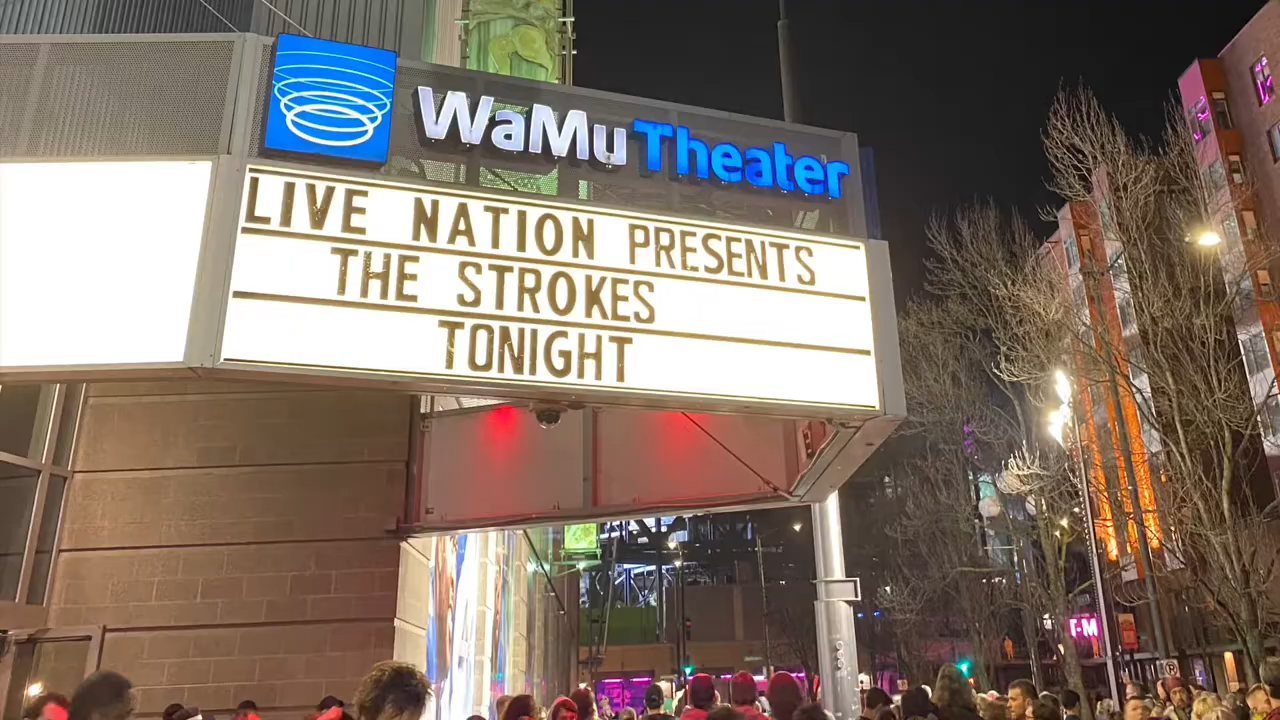 WaMu Theater
LIVE NATION PRESENTS
THE STROKES
TONIGHT
T-M
P